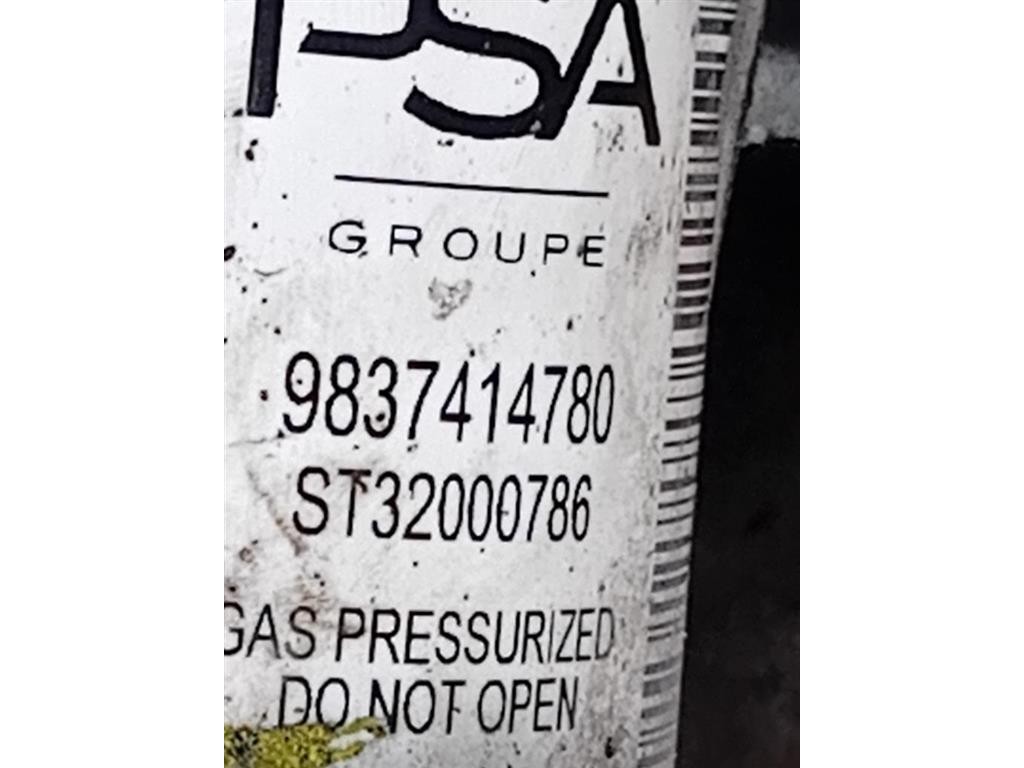 PSA
GROUPE
9837414780
ST32000786
GAS PRESSURIZED
DO NOT OPEN